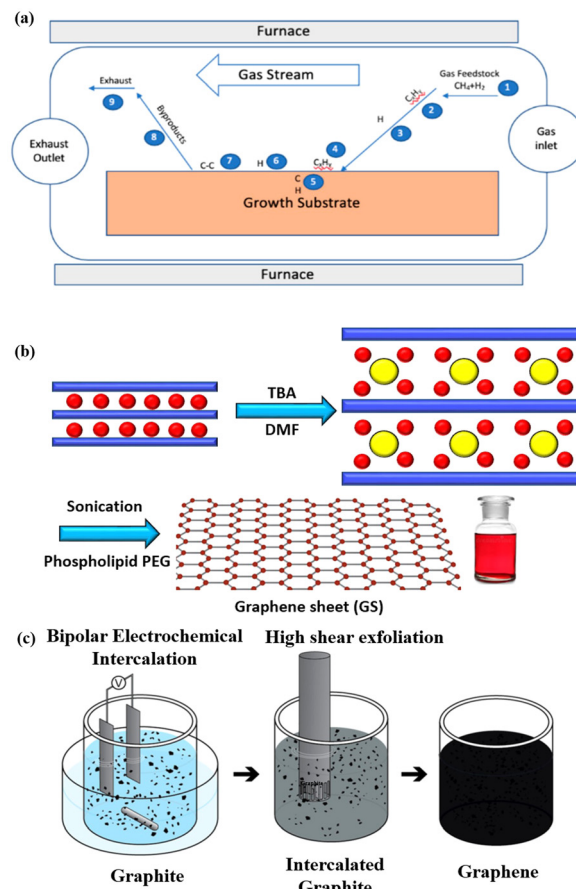 (a)
Furnace
Gas Stream
Exhaust
9
Gas Feedstock
CH4+H2
1
CxHy
2
Byproducts
8
H
3
Exhaust
Outlet
Gas
inlet
4
C-C
7
H
6
CxHy
C
H
5
Growth Substrate
Furnace
(b)
TBA
DMF
Sonication
Phospholipid PEG
Graphene sheet (GS)
(c)
Bipolar Electrochemical
Intercalation
High shear exfoliation
V
Graphite
Intercalated
Graphite
Graphene